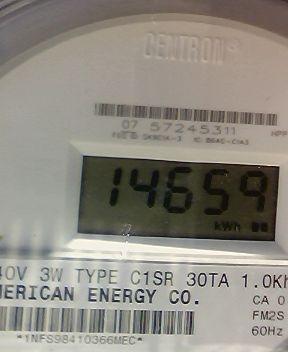 CENTRON®
07 57245311
14659
kWh
40V 3W TYPE C1SR 30TA 1.0Kh
MERICAN ENERGY CO.
CA 0
FM2S
60Hz
*1NFS98410366MEC*